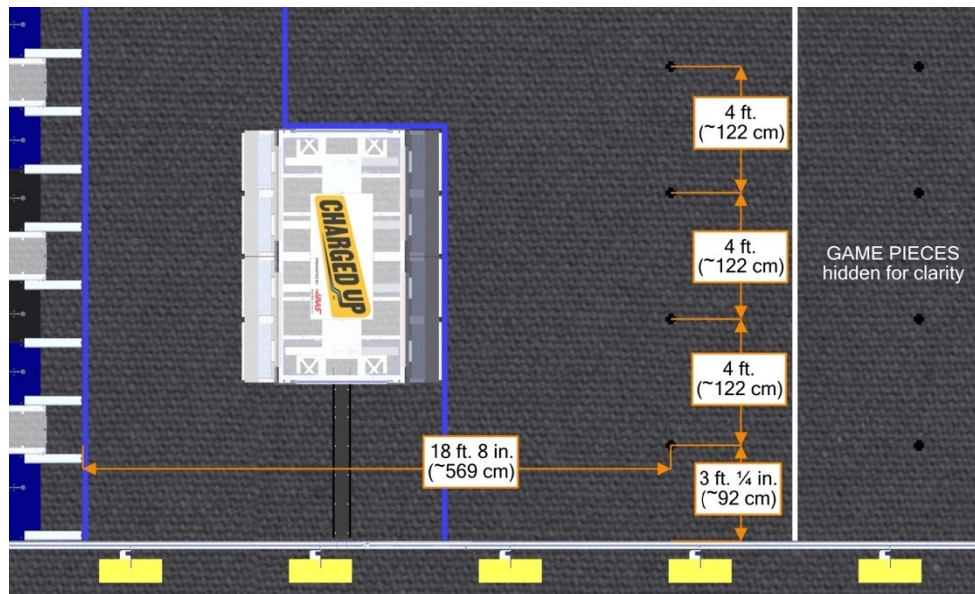 4 ft.
(~122 cm)
4 ft.
(~122 cm)
GAME PIECES
hidden for clarity
CHARGED UP
4 ft.
(~122 cm)
18 ft. 8 in.
(~569 cm)
3 ft. ¼ in.
(~92 cm)